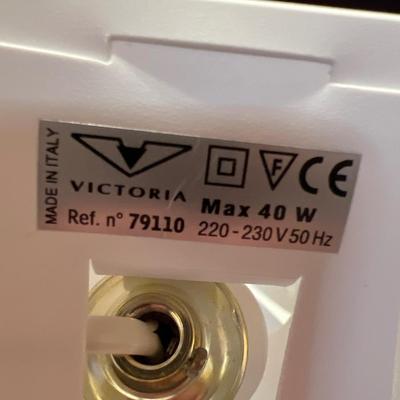 MADE IN ITALY
VICTORIA
F CE
Max 40 W
Ref. n° 79110 220-230 V 50 Hz